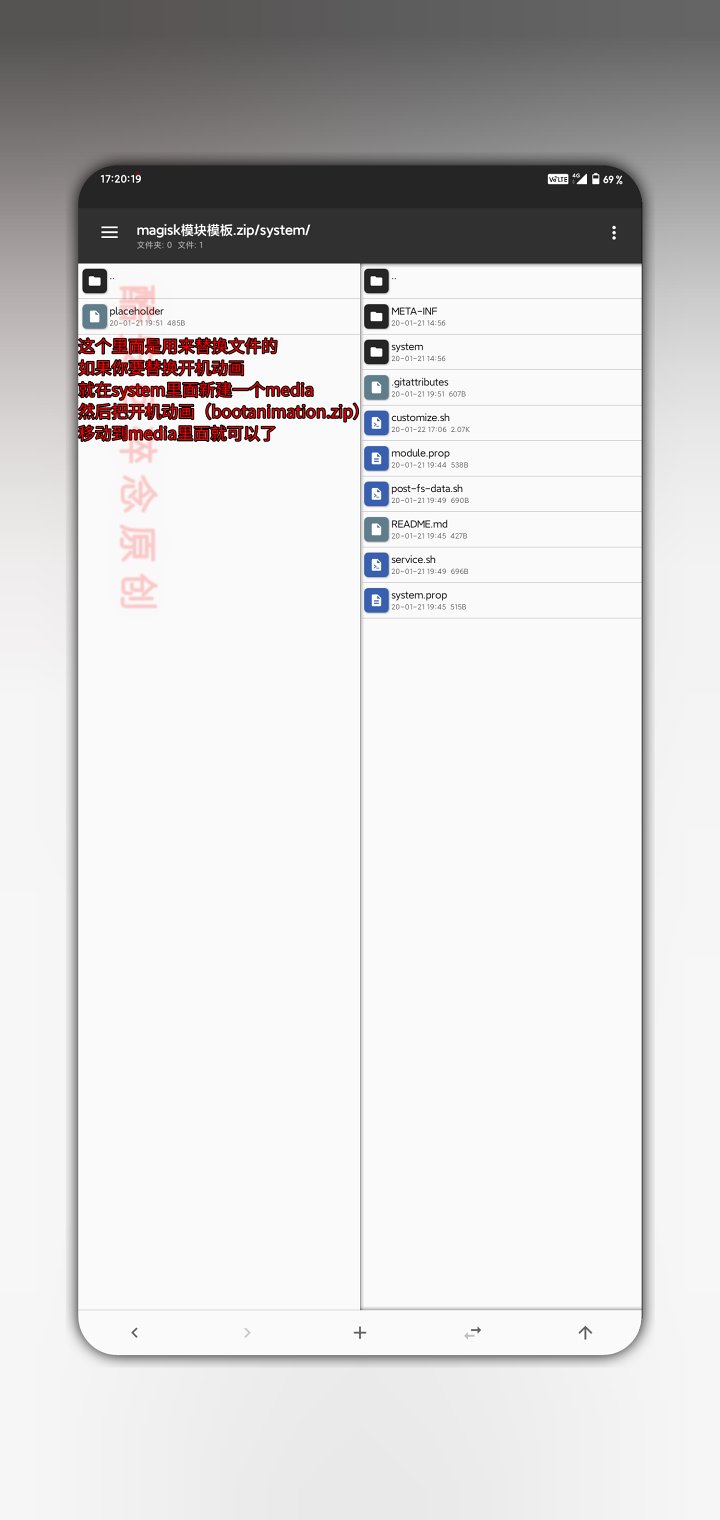 17:20:19
VoLTE 4G 69%
magisk模块模板.zip/system/
文件夹: 0 文件: 1
..
placeholder
20-01-21 19:51 485B
这个里面是用来替换文件的
如果你要替换开机动画
就在system里面新建一个media
然后把开机动画（bootanimation.zip）
移动到media里面就可以了
念原创
..
META-INF
20-01-21 14:56
system
20-01-21 14:56
.gitattributes
20-01-21 19:51 607B
customize.sh
20-01-22 17:06 2.07K
module.prop
20-01-21 19:44 538B
post-fs-data.sh
20-01-21 19:49 690B
README.md
20-01-21 19:45 427B
service.sh
20-01-21 19:49 696B
system.prop
20-01-21 19:45 515B